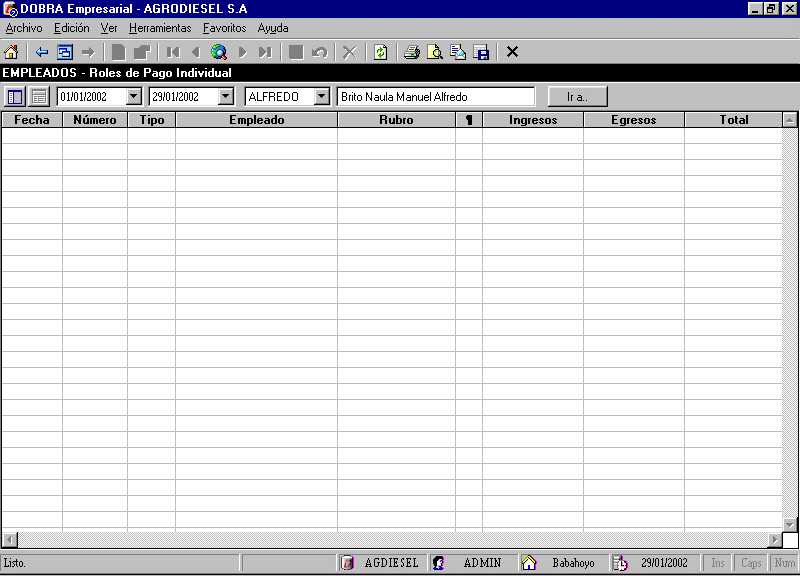 DOBRA Empresarial - AGRODIESEL S.A
Archivo Edición Ver Herramientas Favoritos Ayuda
EMPLEADOS - Roles de Pago Individual
01/01/2002 29/01/2002 ALFREDO Brito Naula Manuel Alfredo Ir a..
Fecha Número Tipo Empleado Rubro ¶ Ingresos Egresos Total
Listo. AGDIESEL ADMIN Babahoyo 29/01/2002 Ins Caps Num